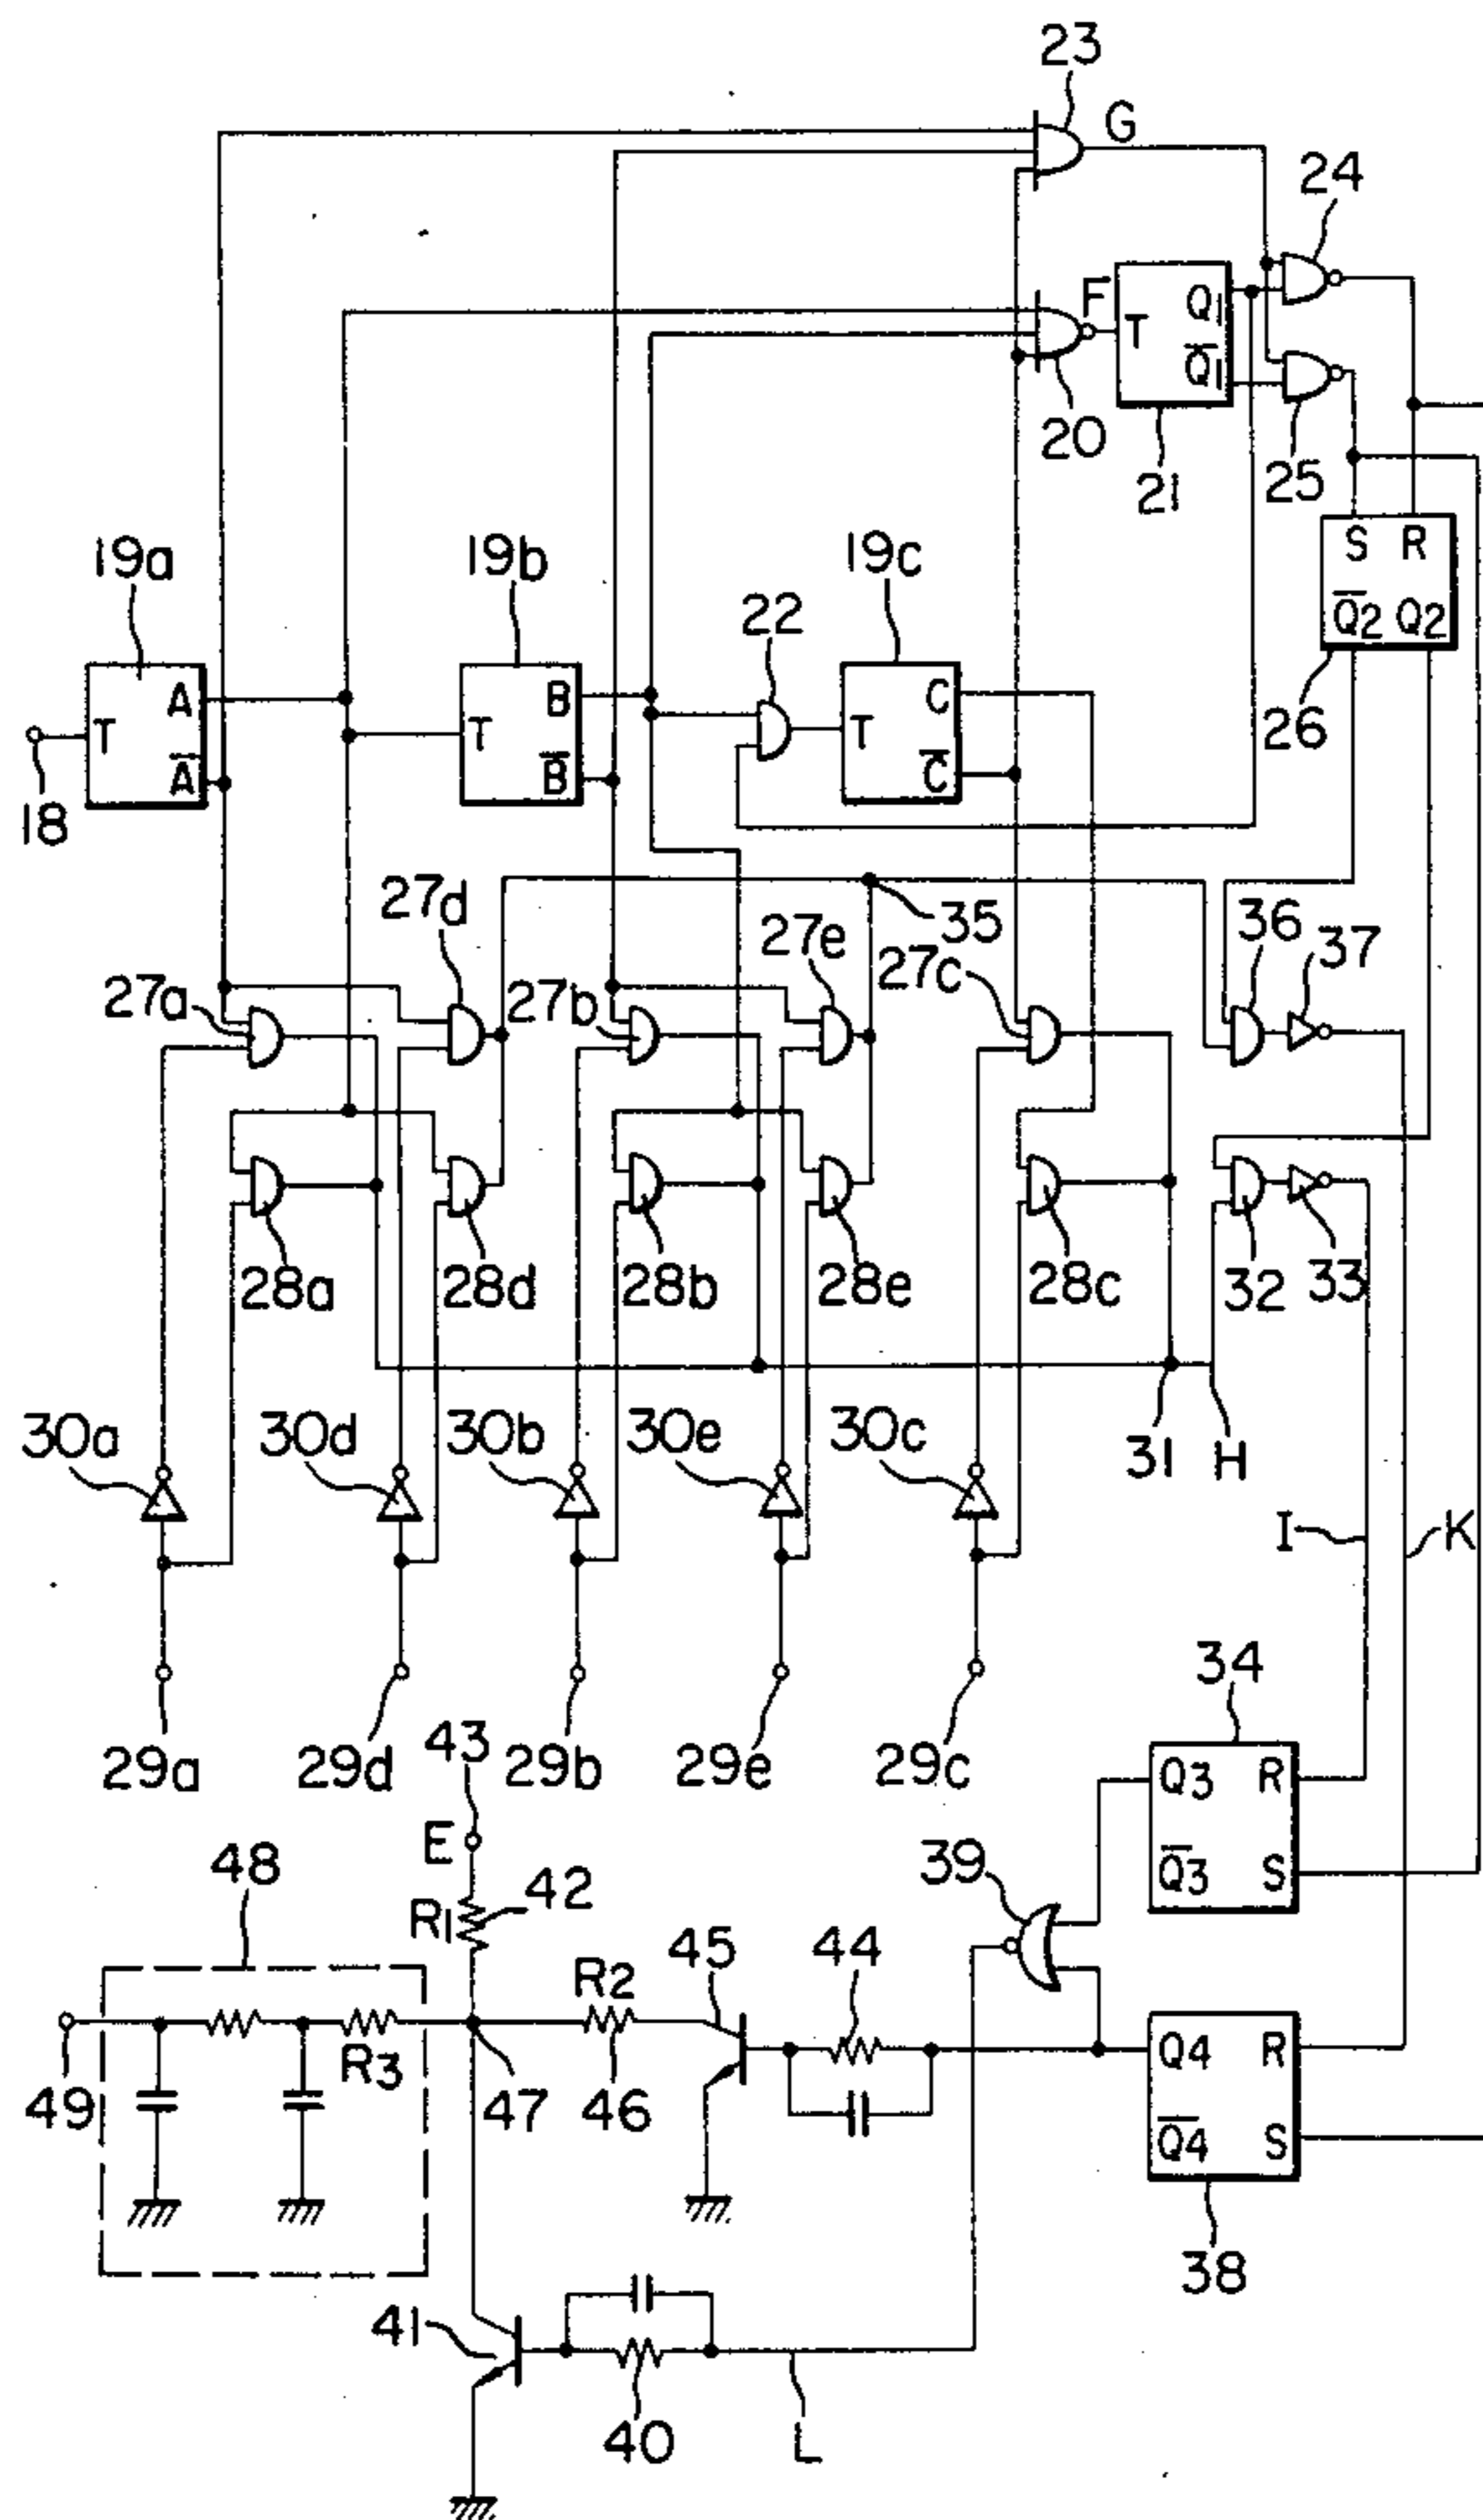 23
G
24
F
T
Q1
Q̅1
20
21
25
19a
19b
19c
22
S R
Q̅2 Q2
26
A
T
A̅
B
T
B̅
C
T
C̅
18
27d
35
27e
27c
36
37
27a
27b
28a
28d
28b
28e
28c
32
33
30a
30d
30b
30e
30c
31
H
I
K
34
29a
29d
43
29b
29e
29c
Q3 R
Q̅3 S
E
39
48
42
R1
45
44
R2
R3
49
47
46
Q4 R
Q̅4 S
38
41
40
L